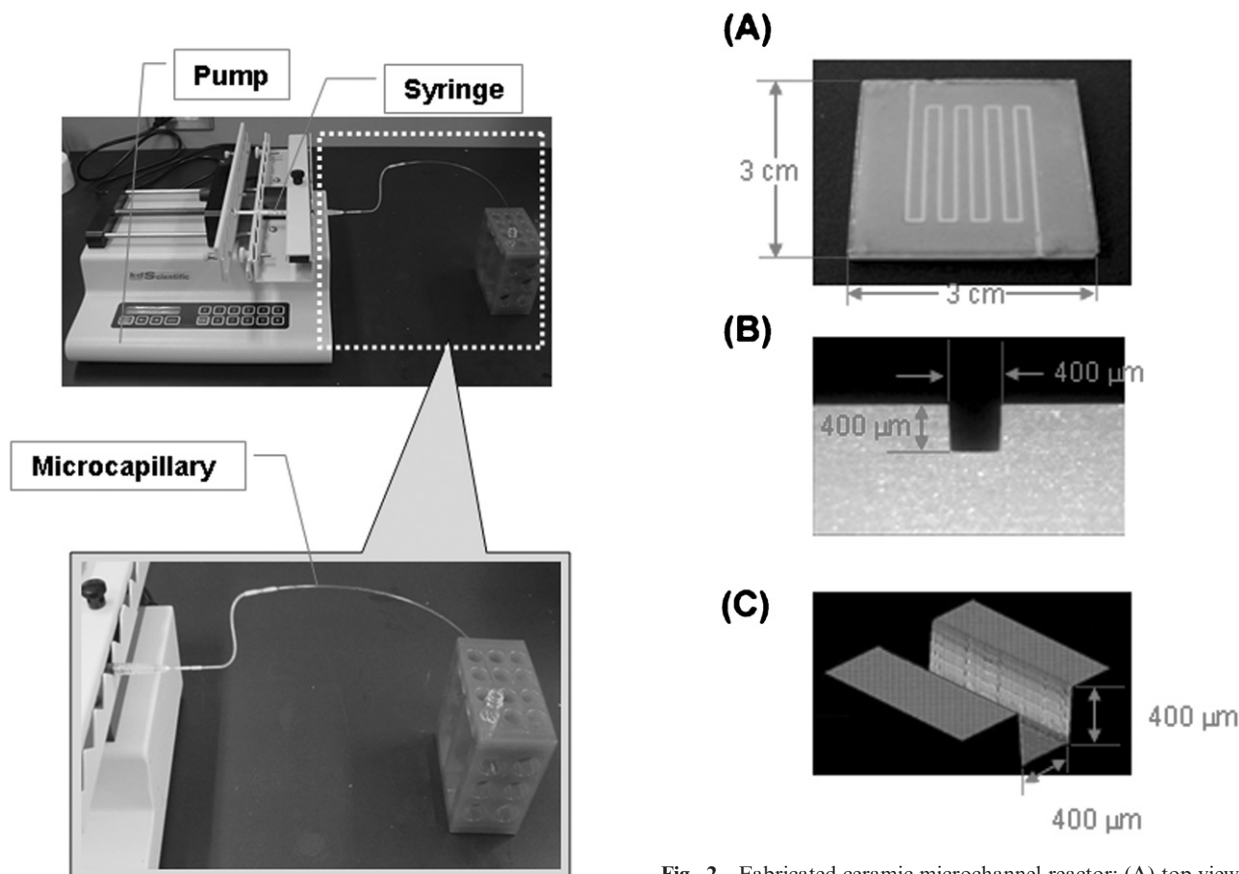 Pump
Syringe
kdScientific
Microcapillary
(A)
3 cm
3 cm
(B)
400 µm
400 µm
(C)
400 µm
400 µm
Fig. 2 Fabricated ceramic microchannel reactor: (A) top view